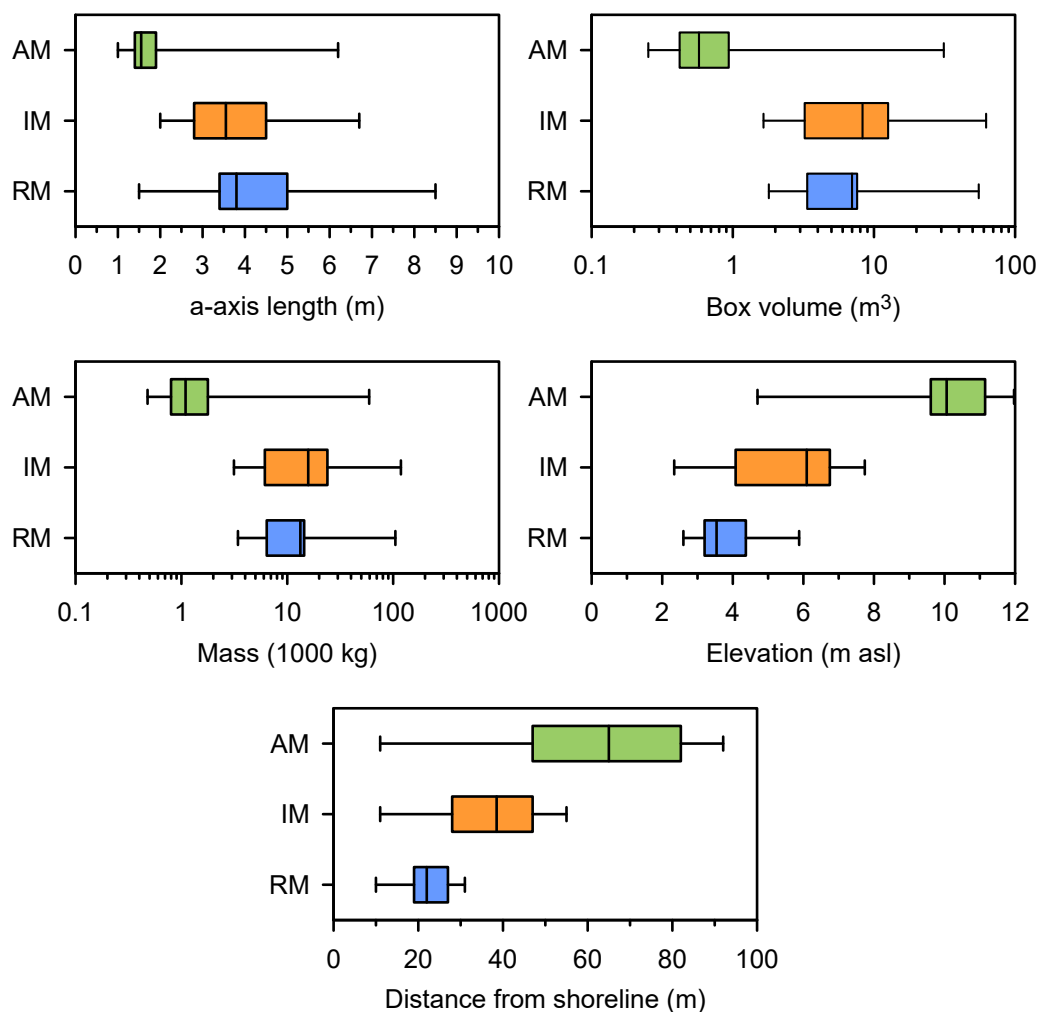 AM
IM
RM
0 1 2 3 4 5 6 7 8 9 10
a-axis length (m)
AM
IM
RM
0.1 1 10 100
Box volume (m³)
AM
IM
RM
0.1 1 10 100 1000
Mass (1000 kg)
AM
IM
RM
0 2 4 6 8 10 12
Elevation (m asl)
AM
IM
RM
0 20 40 60 80 100
Distance from shoreline (m)